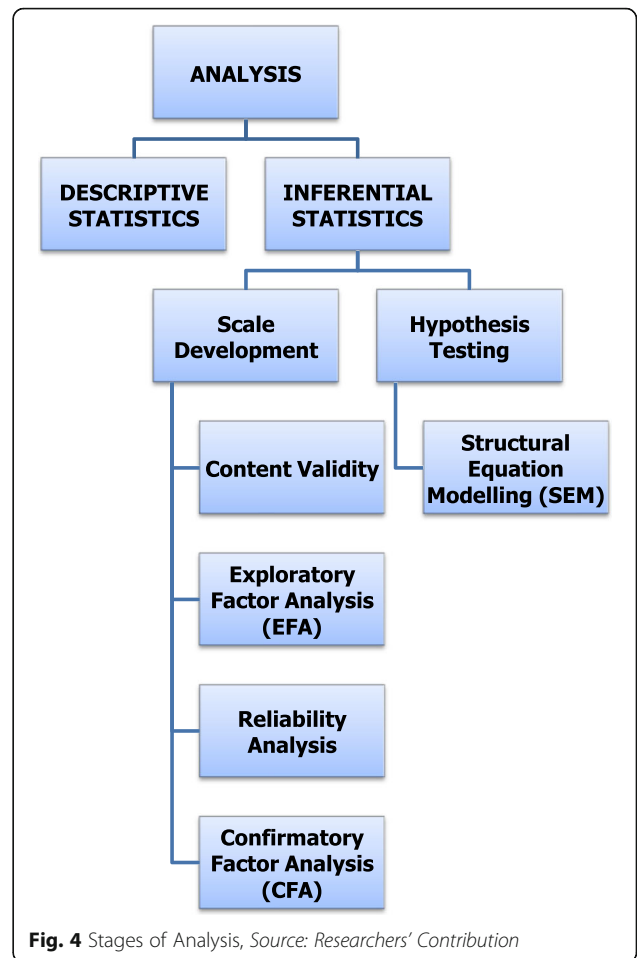 ANALYSIS
DESCRIPTIVE
STATISTICS
INFERENTIAL
STATISTICS
Scale
Development
Hypothesis
Testing
Content Validity
Structural
Equation
Modelling (SEM)
Exploratory
Factor Analysis
(EFA)
Reliability
Analysis
Confirmatory
Factor Analysis
(CFA)
Fig. 4 Stages of Analysis, Source: Researchers' Contribution